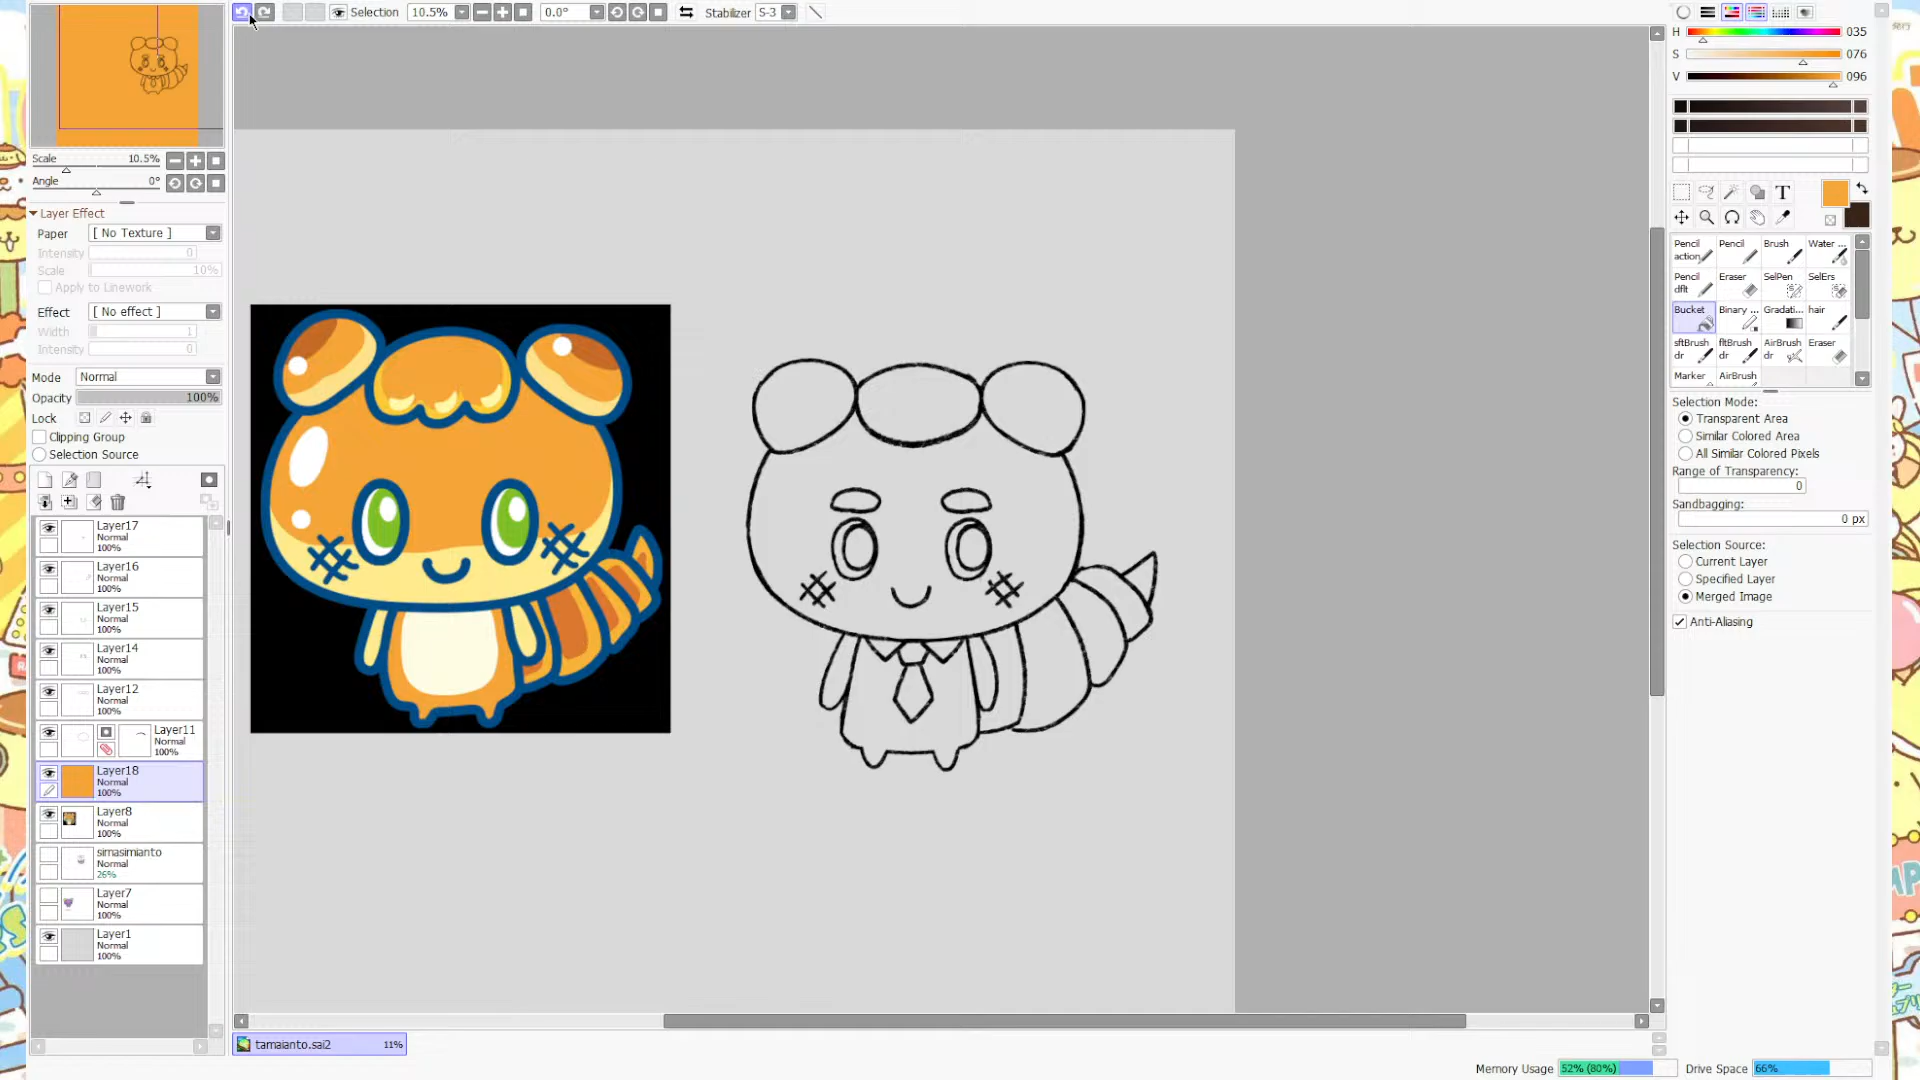 Selection 10.5% 0.0° Stabilizer S-3
Scale 10.5%
Angle 0°
Layer Effect
Paper [ No Texture ]
Intensity 0
Scale 10%
Apply to Linework
Effect [ No effect ]
Width 1
Intensity 0
Mode Normal
Opacity 100%
Lock
Clipping Group
Selection Source
Layer17
Normal
100%
Layer16
Normal
100%
Layer15
Normal
100%
Layer14
Normal
100%
Layer12
Normal
100%
Layer11
Normal
100%
Layer18
Normal
100%
Layer8
Normal
100%
simasimianto
Normal
26%
Layer7
Normal
100%
Layer1
Normal
100%
tamaianto.sai2 11%
H 035
S 076
V 096
T
Pencil action Pencil Brush Water ...
Pencil dflt Eraser SelPen SelErs
Bucket Binary ... Gradati... hair
sftBrush dr fltBrush dr AirBrush dr Eraser
Marker AirBrush
Selection Mode:
Transparent Area
Similar Colored Area
All Similar Colored Pixels
Range of Transparency:
0
Sandbagging:
0 px
Selection Source:
Current Layer
Specified Layer
Merged Image
Anti-Aliasing
Memory Usage 52% (80%) Drive Space 66%